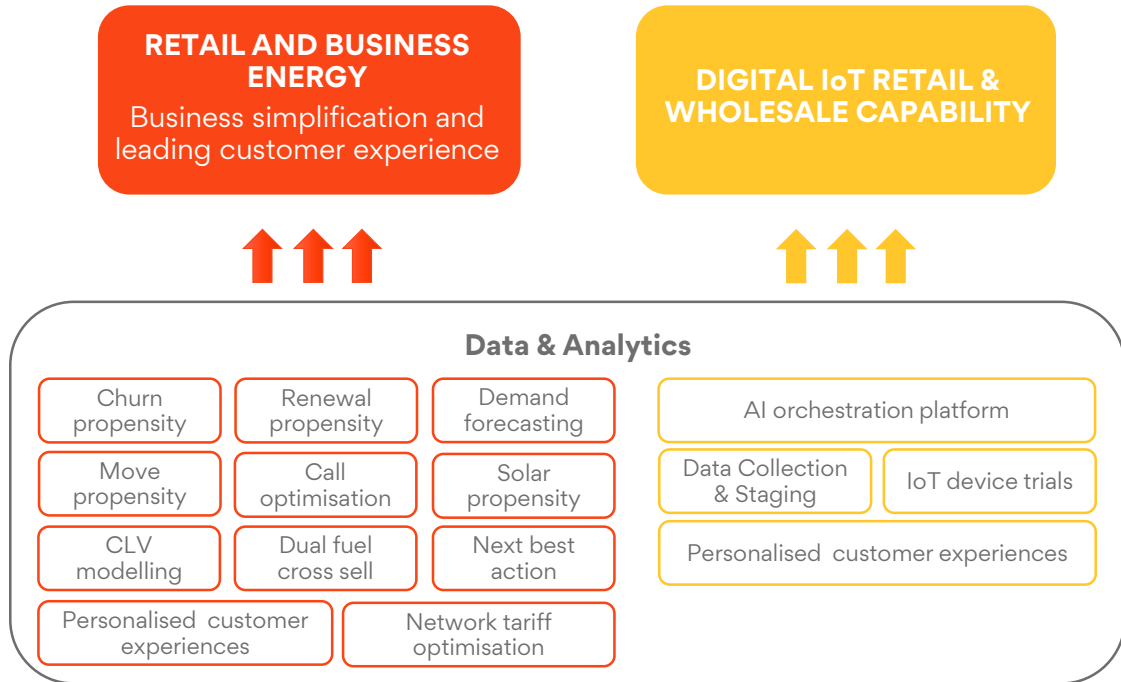 RETAIL AND BUSINESS
ENERGY
Business simplification and
leading customer experience
DIGITAL IoT RETAIL &
WHOLESALE CAPABILITY
Data & Analytics
Churn
propensity
Renewal
propensity
Demand
forecasting
Move
propensity
Call
optimisation
Solar
propensity
CLV
modelling
Dual fuel
cross sell
Next best
action
Personalised customer
experiences
Network tariff
optimisation
AI orchestration platform
Data Collection
& Staging
IoT device trials
Personalised customer experiences